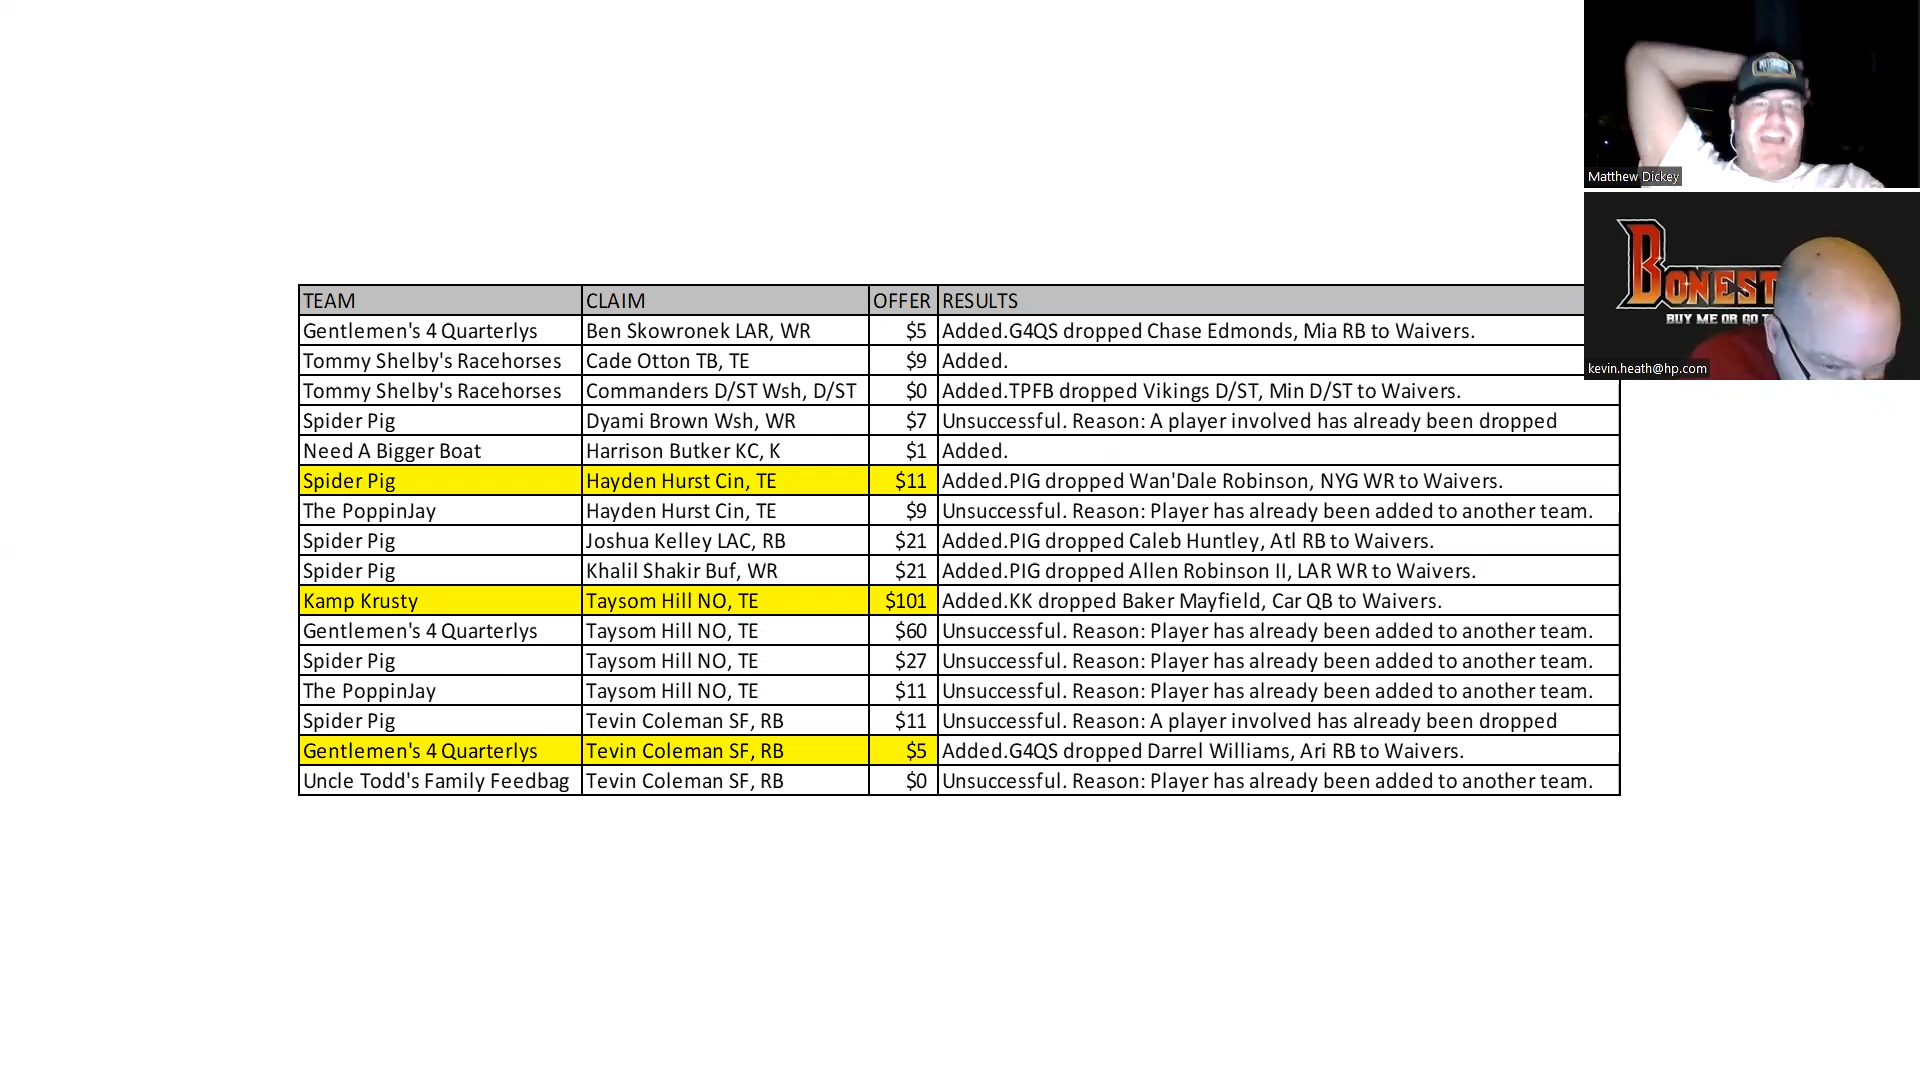 Matthew Dickey
BONEST
BUY ME OR GO T
kevin.heath@hp.com
TEAM CLAIM OFFER RESULTS
Gentlemen's 4 Quarterlys Ben Skowronek LAR, WR $5 Added.G4QS dropped Chase Edmonds, Mia RB to Waivers.
Tommy Shelby's Racehorses Cade Otton TB, TE $9 Added.
Tommy Shelby's Racehorses Commanders D/ST Wsh, D/ST $0 Added.TPFB dropped Vikings D/ST, Min D/ST to Waivers.
Spider Pig Dyami Brown Wsh, WR $7 Unsuccessful. Reason: A player involved has already been dropped
Need A Bigger Boat Harrison Butker KC, K $1 Added.
Spider Pig Hayden Hurst Cin, TE $11 Added.PIG dropped Wan'Dale Robinson, NYG WR to Waivers.
The PoppinJay Hayden Hurst Cin, TE $9 Unsuccessful. Reason: Player has already been added to another team.
Spider Pig Joshua Kelley LAC, RB $21 Added.PIG dropped Caleb Huntley, Atl RB to Waivers.
Spider Pig Khalil Shakir Buf, WR $21 Added.PIG dropped Allen Robinson II, LAR WR to Waivers.
Kamp Krusty Taysom Hill NO, TE $101 Added.KK dropped Baker Mayfield, Car QB to Waivers.
Gentlemen's 4 Quarterlys Taysom Hill NO, TE $60 Unsuccessful. Reason: Player has already been added to another team.
Spider Pig Taysom Hill NO, TE $27 Unsuccessful. Reason: Player has already been added to another team.
The PoppinJay Taysom Hill NO, TE $11 Unsuccessful. Reason: Player has already been added to another team.
Spider Pig Tevin Coleman SF, RB $11 Unsuccessful. Reason: A player involved has already been dropped
Gentlemen's 4 Quarterlys Tevin Coleman SF, RB $5 Added.G4QS dropped Darrel Williams, Ari RB to Waivers.
Uncle Todd's Family Feedbag Tevin Coleman SF, RB $0 Unsuccessful. Reason: Player has already been added to another team.